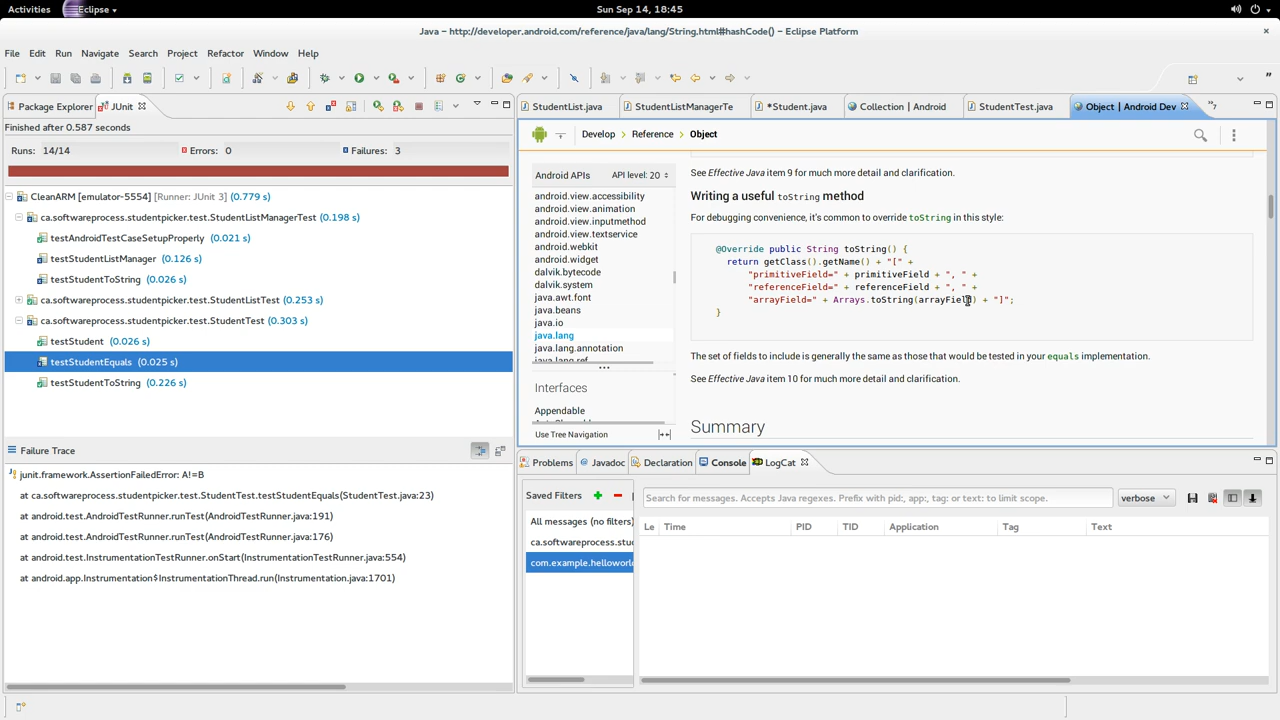 Activities
Eclipse
Sun Sep 14, 18:45
Java – http://developer.android.com/reference/java/lang/String.html#hashCode() – Eclipse Platform
File Edit Run Navigate Search Project Refactor Window Help
Package Explorer
JUnit
StudentList.java
StudentListManagerTe
*Student.java
Collection | Android
StudentTest.java
Object | Android Dev
Finished after 0.587 seconds
Runs: 14/14 Errors: 0 Failures: 3
CleanARM [emulator-5554] [Runner: JUnit 3] (0.779 s)
ca.softwareprocess.studentpicker.test.StudentListManagerTest (0.198 s)
testAndroidTestCaseSetupProperly (0.021 s)
testStudentListManager (0.126 s)
testStudentToString (0.026 s)
ca.softwareprocess.studentpicker.test.StudentListTest (0.253 s)
ca.softwareprocess.studentpicker.test.StudentTest (0.303 s)
testStudent (0.026 s)
testStudentEquals (0.025 s)
testStudentToString (0.226 s)
Failure Trace
junit.framework.AssertionFailedError: A!=B
at ca.softwareprocess.studentpicker.test.StudentTest.testStudentEquals(StudentTest.java:23)
at android.test.AndroidTestRunner.runTest(AndroidTestRunner.java:191)
at android.test.AndroidTestRunner.runTest(AndroidTestRunner.java:176)
at android.test.InstrumentationTestRunner.onStart(InstrumentationTestRunner.java:554)
at android.app.Instrumentation$InstrumentationThread.run(Instrumentation.java:1701)
Develop > Reference > Object
Android APIs API level: 20
android.view.accessibility
android.view.animation
android.view.inputmethod
android.view.textservice
android.webkit
android.widget
dalvik.bytecode
dalvik.system
java.awt.font
java.beans
java.io
java.lang
java.lang.annotation
java.lang.ref
Interfaces
Appendable
Use Tree Navigation
See Effective Java item 9 for much more detail and clarification.
Writing a useful toString method
For debugging convenience, it's common to override toString in this style:
@Override public String toString() {
return getClass().getName() + "[" +
"primitiveField=" + primitiveField + ", " +
"referenceField=" + referenceField + ", " +
"arrayField=" + Arrays.toString(arrayField) + "]";
}
The set of fields to include is generally the same as those that would be tested in your equals implementation.
See Effective Java item 10 for much more detail and clarification.
Summary
Problems Javadoc Declaration Console LogCat
Saved Filters
Search for messages. Accepts Java regexes. Prefix with pid:, app:, tag: or text: to limit scope.
verbose
All messages (no filters)
ca.softwareprocess.stu
com.example.helloworl
Le Time PID TID Application Tag Text